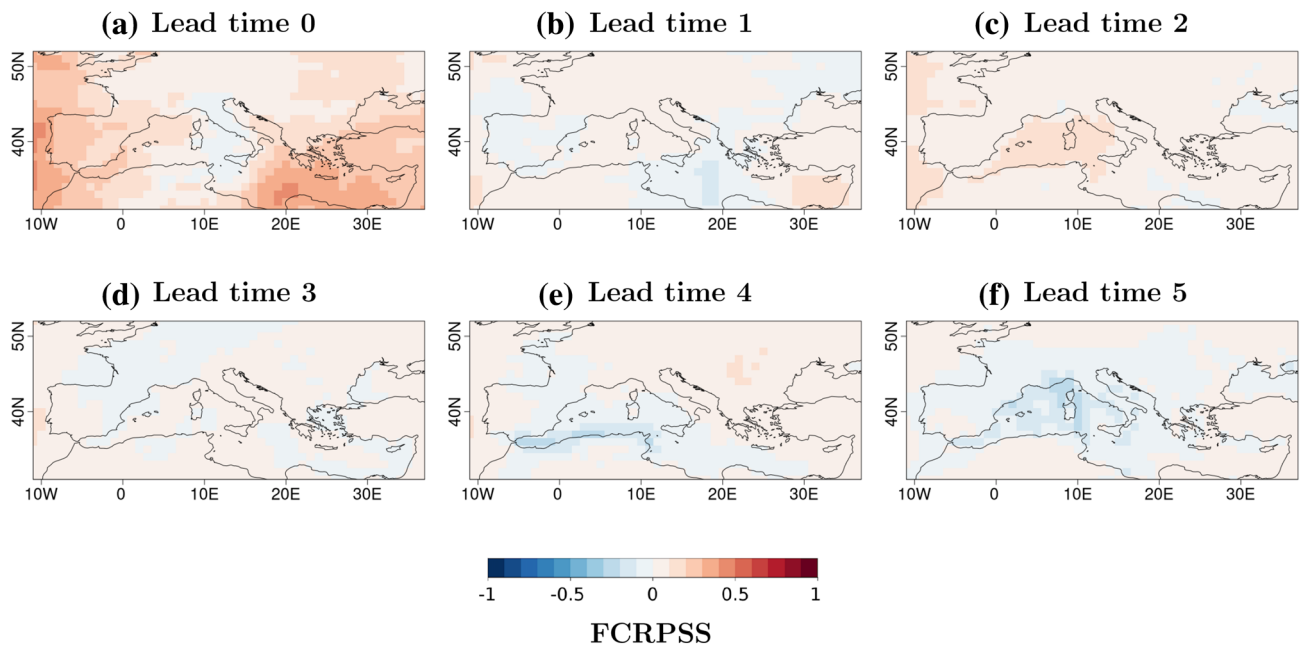 (a) Lead time 0
(b) Lead time 1
(c) Lead time 2
50N
40N
10W 0 10E 20E 30E
50N
40N
10W 0 10E 20E 30E
50N
40N
10W 0 10E 20E 30E
(d) Lead time 3
(e) Lead time 4
(f) Lead time 5
50N
40N
10W 0 10E 20E 30E
50N
40N
10W 0 10E 20E 30E
50N
40N
10W 0 10E 20E 30E
-1 -0.5 0 0.5 1
FCRPSS